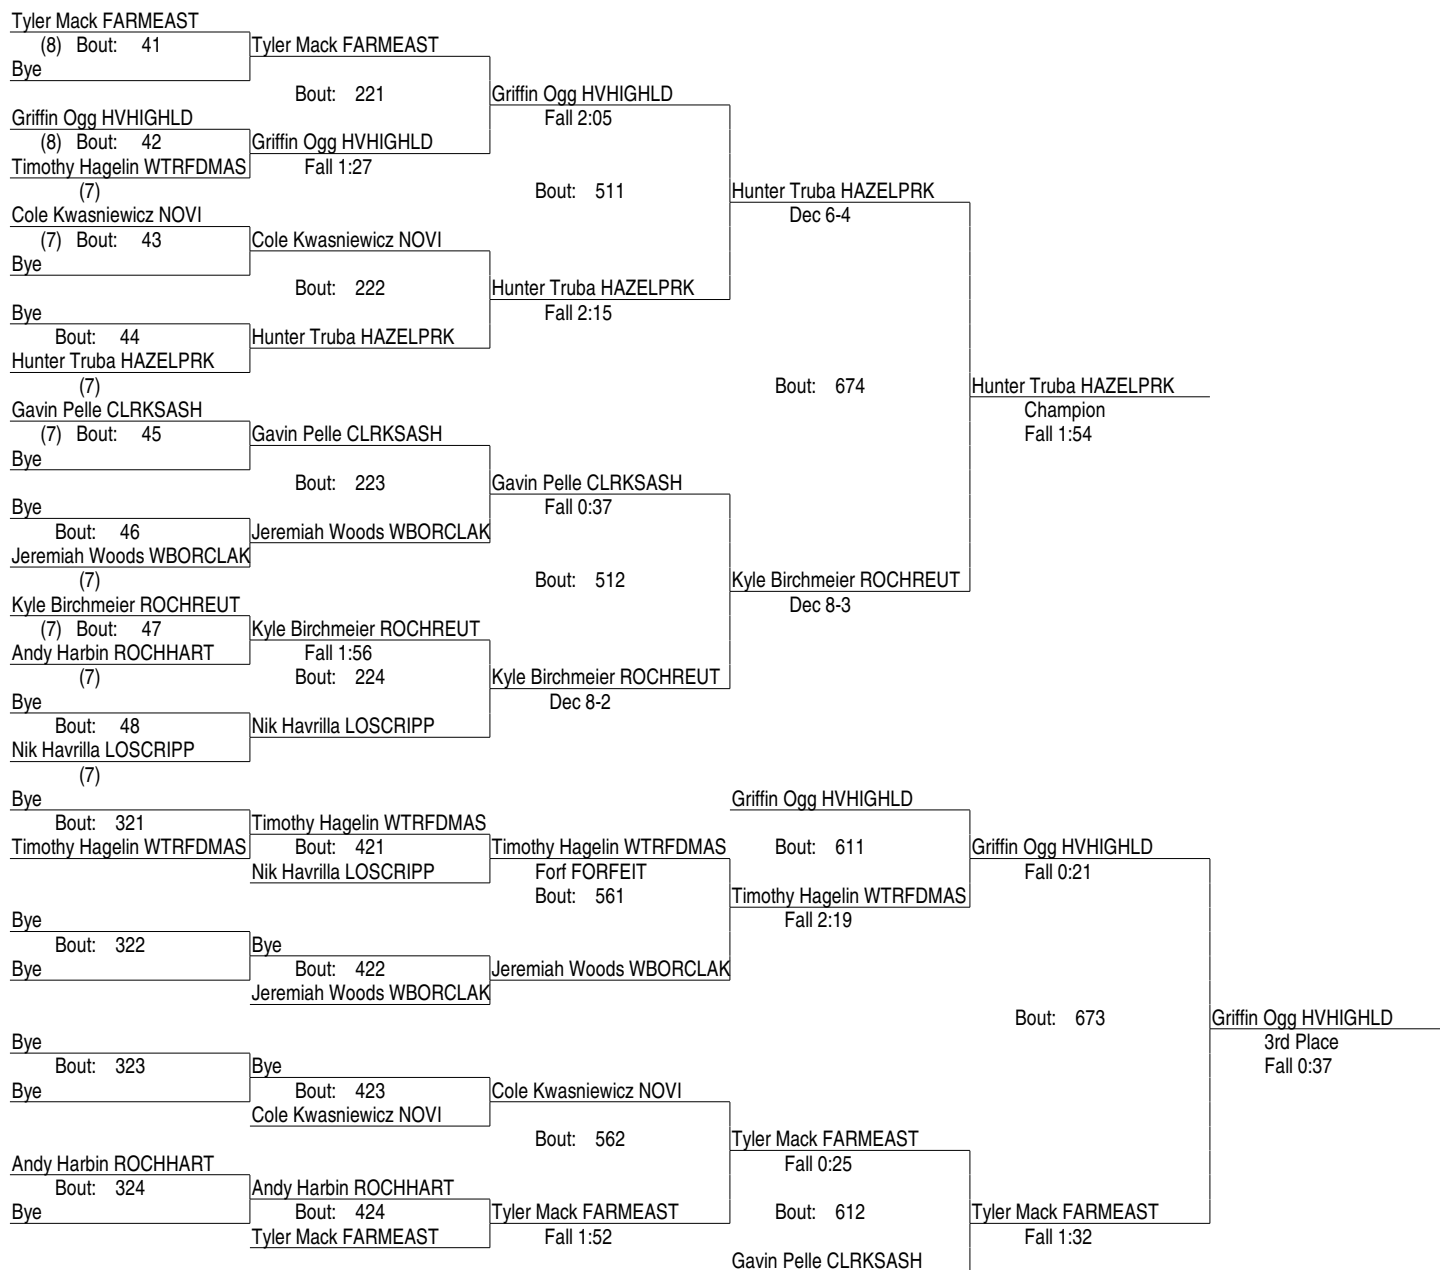 Tyler Mack FARMEAST
(8) Bout: 41 Tyler Mack FARMEAST
Bye
Bout: 221 Griffin Ogg HVHIGHLD
Griffin Ogg HVHIGHLD Fall 2:05
(8) Bout: 42 Griffin Ogg HVHIGHLD
Timothy Hagelin WTRFDMAS Fall 1:27
(7) Bout: 511 Hunter Truba HAZELPRK
Cole Kwasniewicz NOVI Dec 6-4
(7) Bout: 43 Cole Kwasniewicz NOVI
Bye
Bout: 222 Hunter Truba HAZELPRK
Bye Fall 2:15
Bout: 44 Hunter Truba HAZELPRK
Hunter Truba HAZELPRK
(7) Bout: 674 Hunter Truba HAZELPRK
Gavin Pelle CLRKSASH Champion
(7) Bout: 45 Gavin Pelle CLRKSASH Fall 1:54
Bye
Bout: 223 Gavin Pelle CLRKSASH
Bye Fall 0:37
Bout: 46 Jeremiah Woods WBORCLAK
Jeremiah Woods WBORCLAK
(7) Bout: 512 Kyle Birchmeier ROCHREUT
Kyle Birchmeier ROCHREUT Dec 8-3
(7) Bout: 47 Kyle Birchmeier ROCHREUT
Andy Harbin ROCHHART Fall 1:56
(7) Bout: 224 Kyle Birchmeier ROCHREUT
Bye Dec 8-2
Bout: 48 Nik Havrilla LOSCRIPP
Nik Havrilla LOSCRIPP
(7)
Bye Griffin Ogg HVHIGHLD
Bout: 321 Timothy Hagelin WTRFDMAS
Timothy Hagelin WTRFDMAS Bout: 421 Timothy Hagelin WTRFDMAS Bout: 611 Griffin Ogg HVHIGHLD
Nik Havrilla LOSCRIPP Forf FORFEIT Fall 0:21
Bout: 561 Timothy Hagelin WTRFDMAS
Bye Fall 2:19
Bout: 322 Bye
Bye Bout: 422 Jeremiah Woods WBORCLAK
Jeremiah Woods WBORCLAK
Bout: 673 Griffin Ogg HVHIGHLD
Bye 3rd Place
Bout: 323 Bye Fall 0:37
Bye Bout: 423 Cole Kwasniewicz NOVI
Cole Kwasniewicz NOVI
Bout: 562 Tyler Mack FARMEAST
Andy Harbin ROCHHART Fall 0:25
Bout: 324 Andy Harbin ROCHHART
Bye Bout: 424 Tyler Mack FARMEAST Bout: 612 Tyler Mack FARMEAST
Tyler Mack FARMEAST Fall 1:52 Fall 1:32
Gavin Pelle CLRKSASH